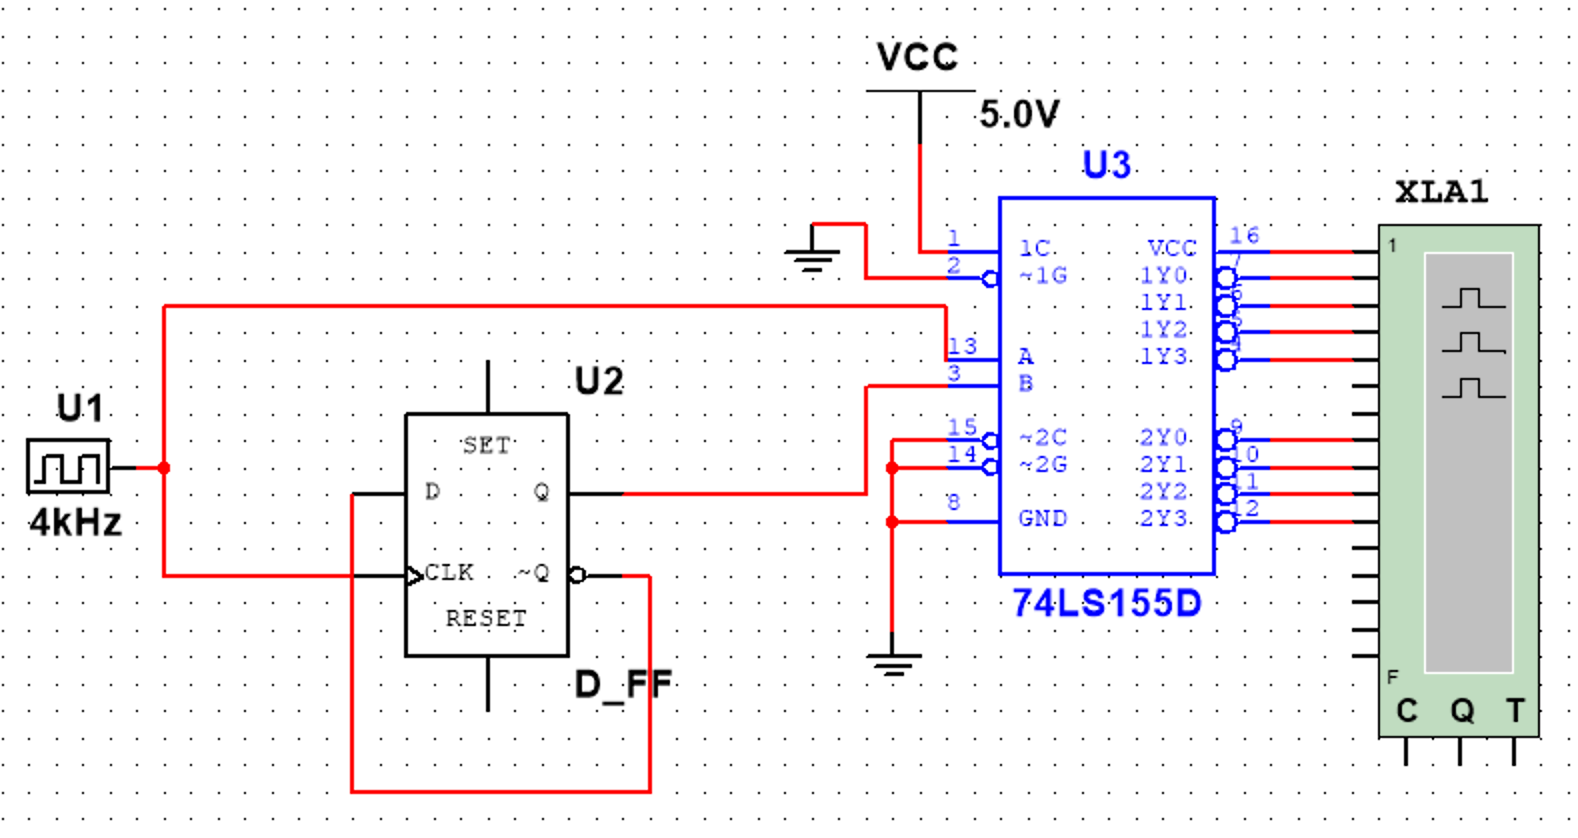 VCC
5.0V
U3
XLA1
1
1C
VCC
16
1
2
~1G
1Y0
7
1Y1
6
1Y2
5
13
A
1Y3
4
3
B
U1
4kHz
U2
SET
D
Q
CLK
~Q
RESET
D_FF
15
~2C
2Y0
9
14
~2G
2Y1
10
2Y2
11
8
GND
2Y3
12
74LS155D
F
C Q T